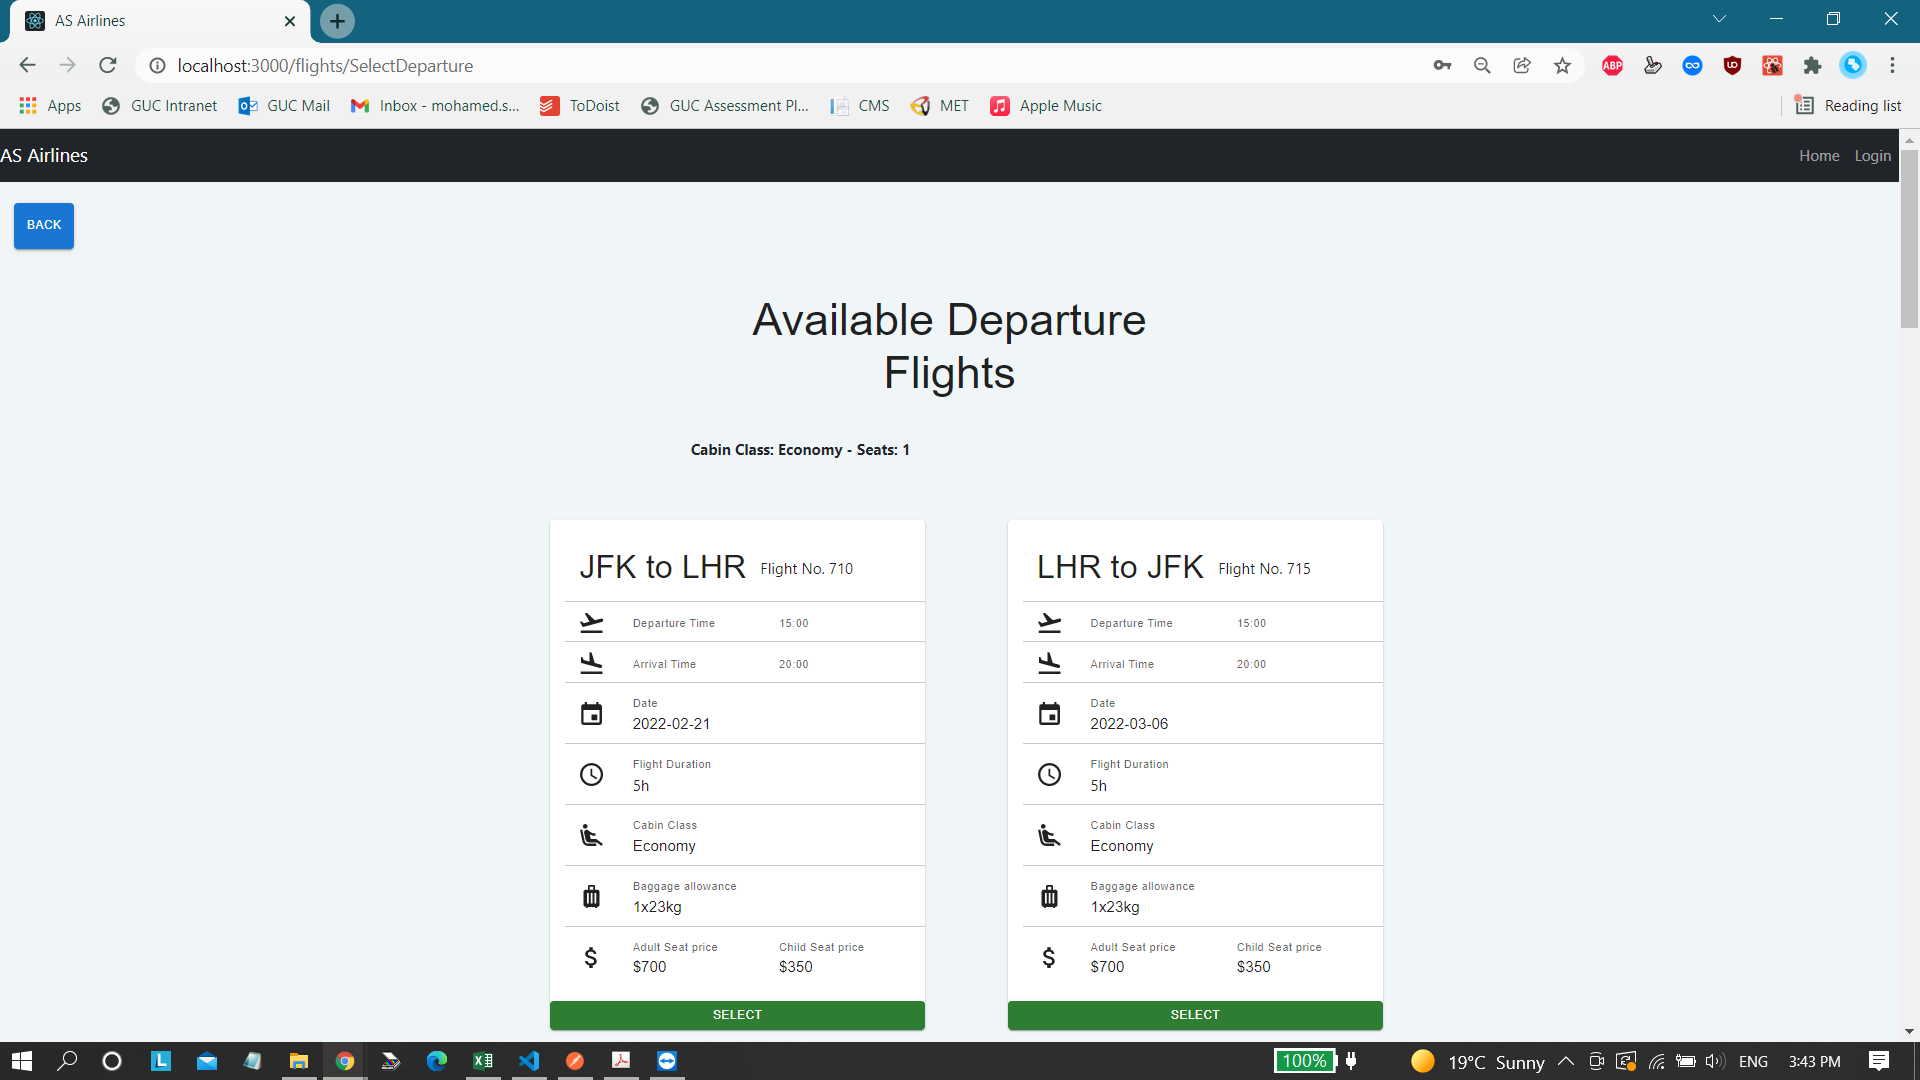 AS Airlines
localhost:3000/flights/SelectDeparture
ABP
Apps
GUC Intranet
GUC Mail
Inbox - mohamed.s...
ToDoist
GUC Assessment Pl...
CMS
MET
Apple Music
Reading list
AS Airlines
Home
Login
BACK
Available Departure
Flights
Cabin Class: Economy - Seats: 1
JFK to LHR Flight No. 710
Departure Time 15:00
Arrival Time 20:00
Date
2022-02-21
Flight Duration
5h
Cabin Class
Economy
Baggage allowance
1x23kg
Adult Seat price Child Seat price
$700 $350
SELECT
LHR to JFK Flight No. 715
Departure Time 15:00
Arrival Time 20:00
Date
2022-03-06
Flight Duration
5h
Cabin Class
Economy
Baggage allowance
1x23kg
Adult Seat price Child Seat price
$700 $350
SELECT
100%
19°C Sunny
ENG
3:43 PM